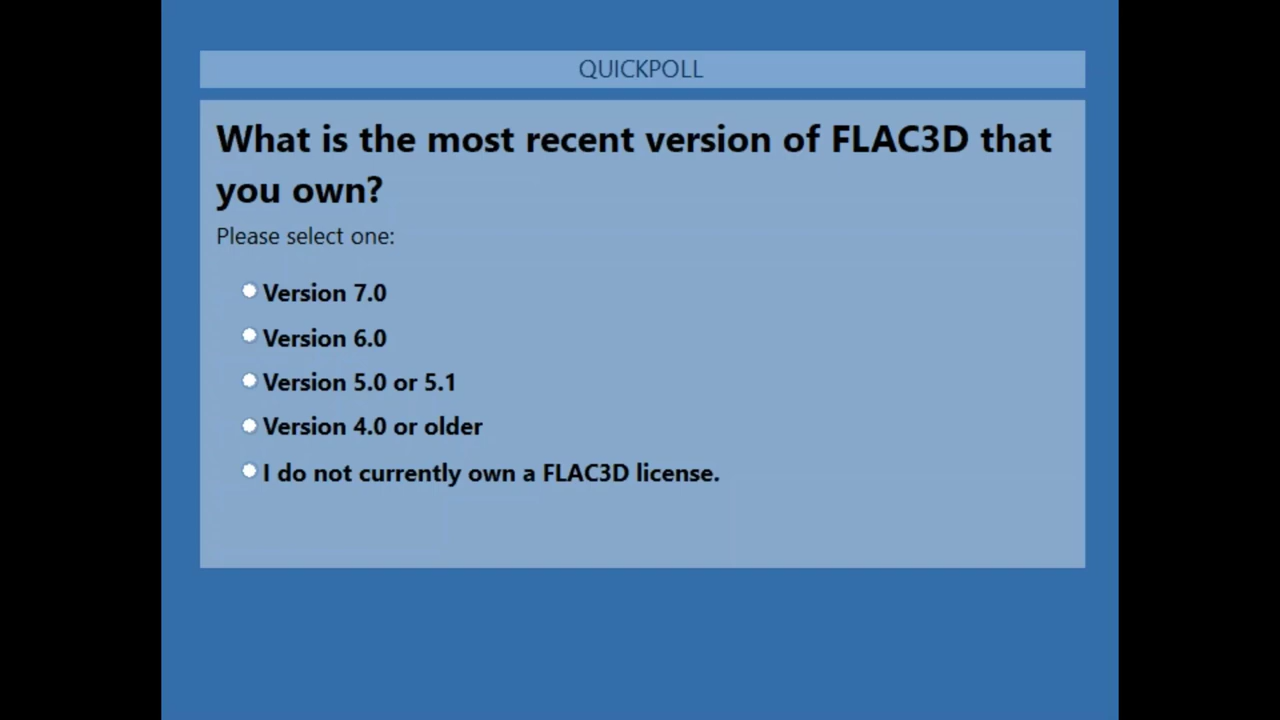 QUICKPOLL
What is the most recent version of FLAC3D that
you own?
Please select one:
Version 7.0
Version 6.0
Version 5.0 or 5.1
Version 4.0 or older
I do not currently own a FLAC3D license.